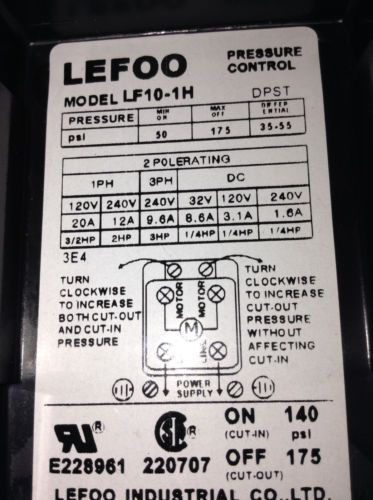 LEFOO PRESSURE CONTROL
MODEL LF10-1H DPST
PRESSURE MIN ON MAX OFF DIFFER ENTIAL
psi 50 175 35-55
2 POLERATING
1PH 3PH DC
120V 240V 240V 32V 120V 240V
20A 12A 9.6A 8.6A 3.1A 1.6A
3/2HP 2HP 3HP 1/4HP 1/4HP 1/4HP
3E4
TURN
CLOCKWISE
TO INCREASE
BOTH CUT-OUT
AND CUT-IN
PRESSURE
MOTOR
MOTOR
M
LINE
POWER
SUPPLY
TURN
CLOCKWISE
TO INCREASE
CUT-OUT
PRESSURE
WITHOUT
AFFECTING
CUT-IN
E228961 220707
ON 140
(CUT-IN) psi
OFF 175
(CUT-OUT)
LEFOO INDUSTRIAL CO.,LTD.